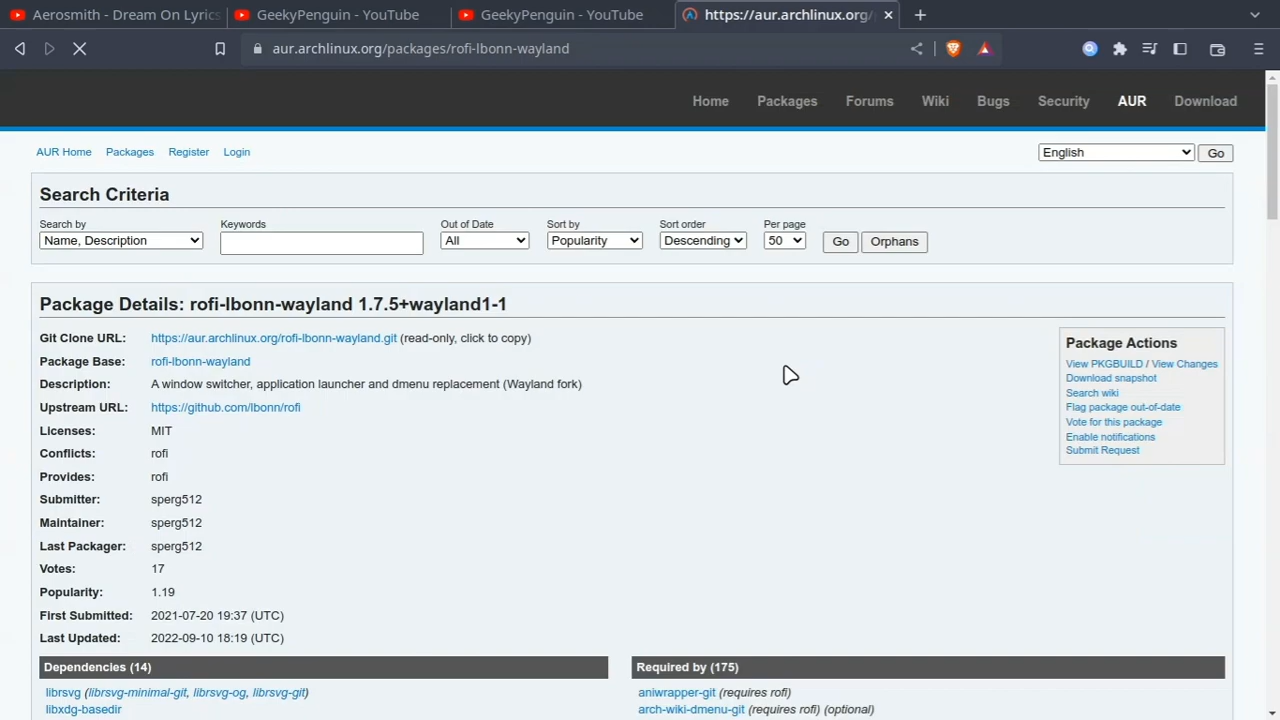 Aerosmith - Dream On Lyrics
GeekyPenguin - YouTube
GeekyPenguin - YouTube
https://aur.archlinux.org/
aur.archlinux.org/packages/rofi-lbonn-wayland
Home Packages Forums Wiki Bugs Security AUR Download
AUR Home Packages Register Login
English Go
Search Criteria
Search by Keywords Out of Date Sort by Sort order Per page
Name, Description All Popularity Descending 50 Go Orphans
Package Details: rofi-lbonn-wayland 1.7.5+wayland1-1
Git Clone URL: https://aur.archlinux.org/rofi-lbonn-wayland.git (read-only, click to copy)
Package Base: rofi-lbonn-wayland
Description: A window switcher, application launcher and dmenu replacement (Wayland fork)
Upstream URL: https://github.com/lbonn/rofi
Licenses: MIT
Conflicts: rofi
Provides: rofi
Submitter: sperg512
Maintainer: sperg512
Last Packager: sperg512
Votes: 17
Popularity: 1.19
First Submitted: 2021-07-20 19:37 (UTC)
Last Updated: 2022-09-10 18:19 (UTC)
Package Actions
View PKGBUILD / View Changes
Download snapshot
Search wiki
Flag package out-of-date
Vote for this package
Enable notifications
Submit Request
Dependencies (14)
librsvg (librsvg-minimal-git, librsvg-og, librsvg-git)
libxdg-basedir
Required by (175)
aniwrapper-git (requires rofi)
arch-wiki-dmenu-git (requires rofi) (optional)